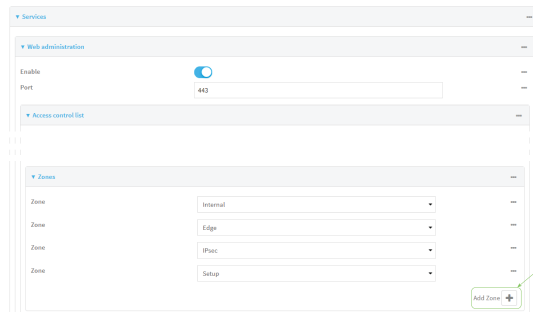 Services
Web administration
Enable
Port 443
Access control list
Zones
Zone Internal
Zone Edge
Zone IPsec
Zone Setup
Add Zone